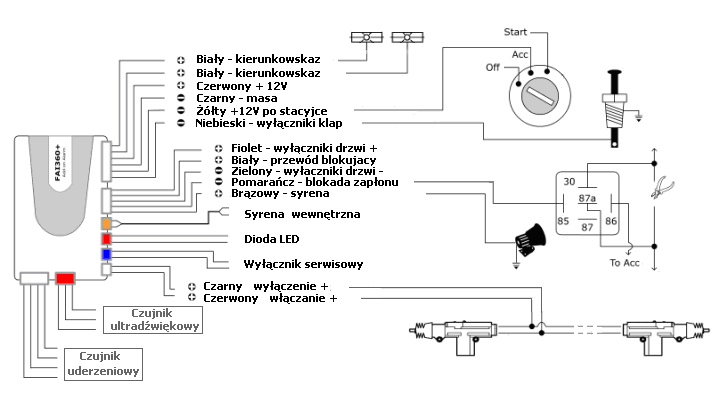 Start
Acc
Off
Biały - kierunkowskaz
Biały - kierunkowskaz
Czerwony + 12V
Czarny - masa
Żółty +12V po stacyjce
Niebieski - wyłączniki klap
FAI360+
Fiolet - wyłączniki drzwi +
Biały - przewód blokujacy
Zielony - wyłaczniki drzwi -
Pomarańcz - blokada zapłonu
Brązowy - syrena
Syrena wewnętrzna
Dioda LED
Wyłącznik serwisowy
30
87a
85
86
87
To Acc
Czarny wyłączenie +
Czerwony włączanie +
Czujnik
ultradźwiękowy
Czujnik
uderzeniowy